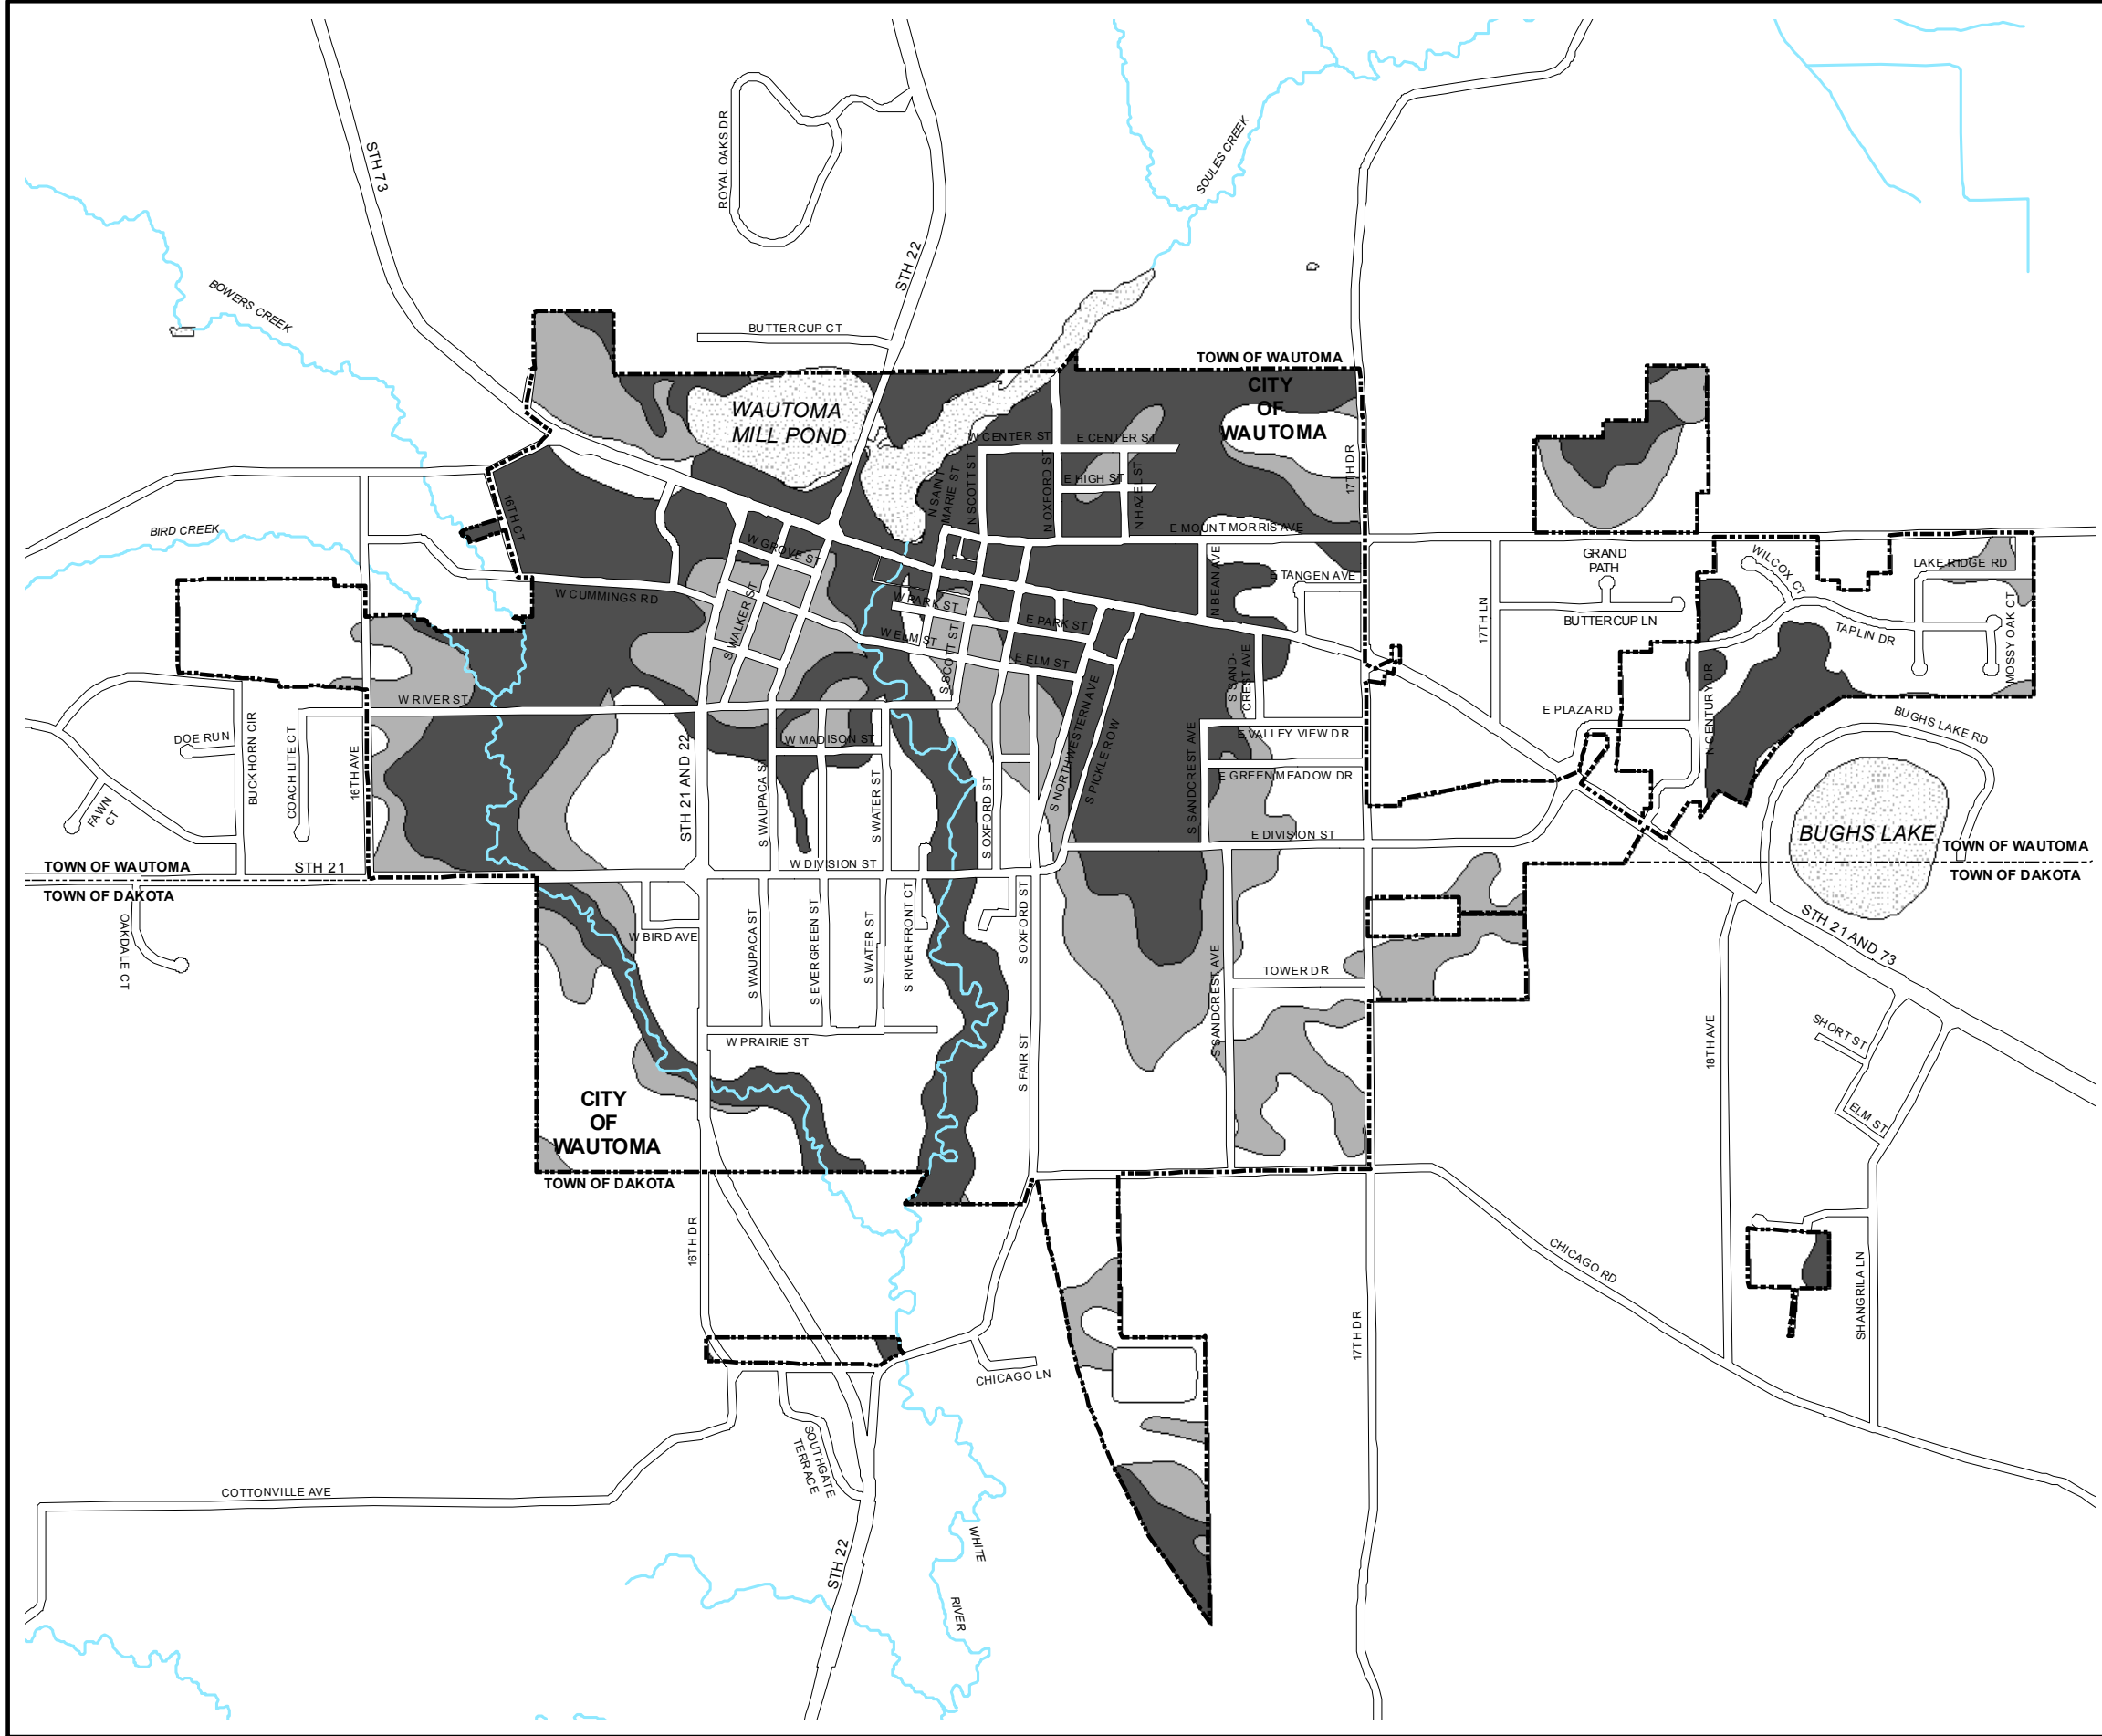 STH 73
ROYAL OAKS DR
SOULES CREEK
STH 22
BOWERS CREEK
BUTTERCUP CT
TOWN OF WAUTOMA
CITY
OF
WAUTOMA
WAUTOMA
MILL POND
W CENTER ST
E CENTER ST
E HIGH ST
N SAINT
MARIE ST
N SCOTT ST
N OXFORD ST
N HAZEL ST
17TH DR
16TH CT
BIRD CREEK
E MOUNT MORRIS AVE
W GROVE ST
N BEAN AVE
E TANGEN AVE
GRAND
PATH
WILCOX CT
LAKE RIDGE RD
W CUMMINGS RD
S WALKER ST
W PARK ST
E PARK ST
17TH LN
BUTTERCUP LN
TAPLIN DR
MOSSY OAK CT
W ELM ST
S SCOTT ST
E ELM ST
S SAND-
CREST AVE
W RIVER ST
S NORTHWESTERN AVE
S PICKLE ROW
N CENTURY DR
E PLAZA RD
BUGHS LAKE RD
DOE RUN
BUCKHORN CIR
COACH LITE CT
16TH AVE
STH 21 AND 22
W MADISON ST
S WAUPACA ST
S WATER ST
S OXFORD ST
S SANDCREST AVE
E VALLEY VIEW DR
E GREEN MEADOW DR
FAWN
CT
E DIVISION ST
BUGHS LAKE
TOWN OF WAUTOMA
STH 21
W DIVISION ST
TOWN OF WAUTOMA
TOWN OF DAKOTA
TOWN OF DAKOTA
OAKDALE CT
W BIRD AVE
S WAUPACA ST
S EVERGREEN ST
S WATER ST
S RIVERFRONT CT
S OXFORD ST
S SANDCREST AVE
STH 21 AND 73
TOWER DR
W PRAIRIE ST
S FAIR ST
18TH AVE
SHORT ST
ELM ST
CITY
OF
WAUTOMA
TOWN OF DAKOTA
16TH DR
CHICAGO RD
SHANGRILA LN
17TH DR
CHICAGO LN
SOUTHGATE
TERRACE
COTTONVILLE AVE
STH 22
WHITE
RIVER